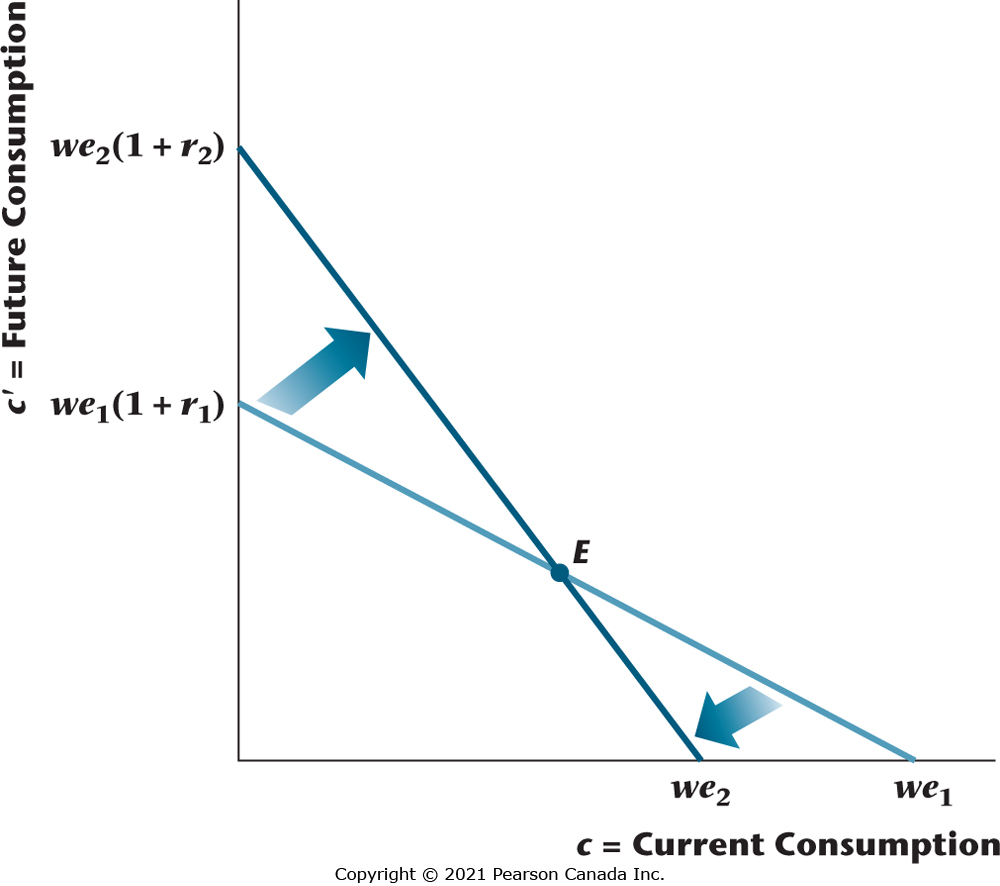 c′ = Future Consumption
we₂(1 + r₂)
we₁(1 + r₁)
E
we₂
we₁
c = Current Consumption
Copyright © 2021 Pearson Canada Inc.